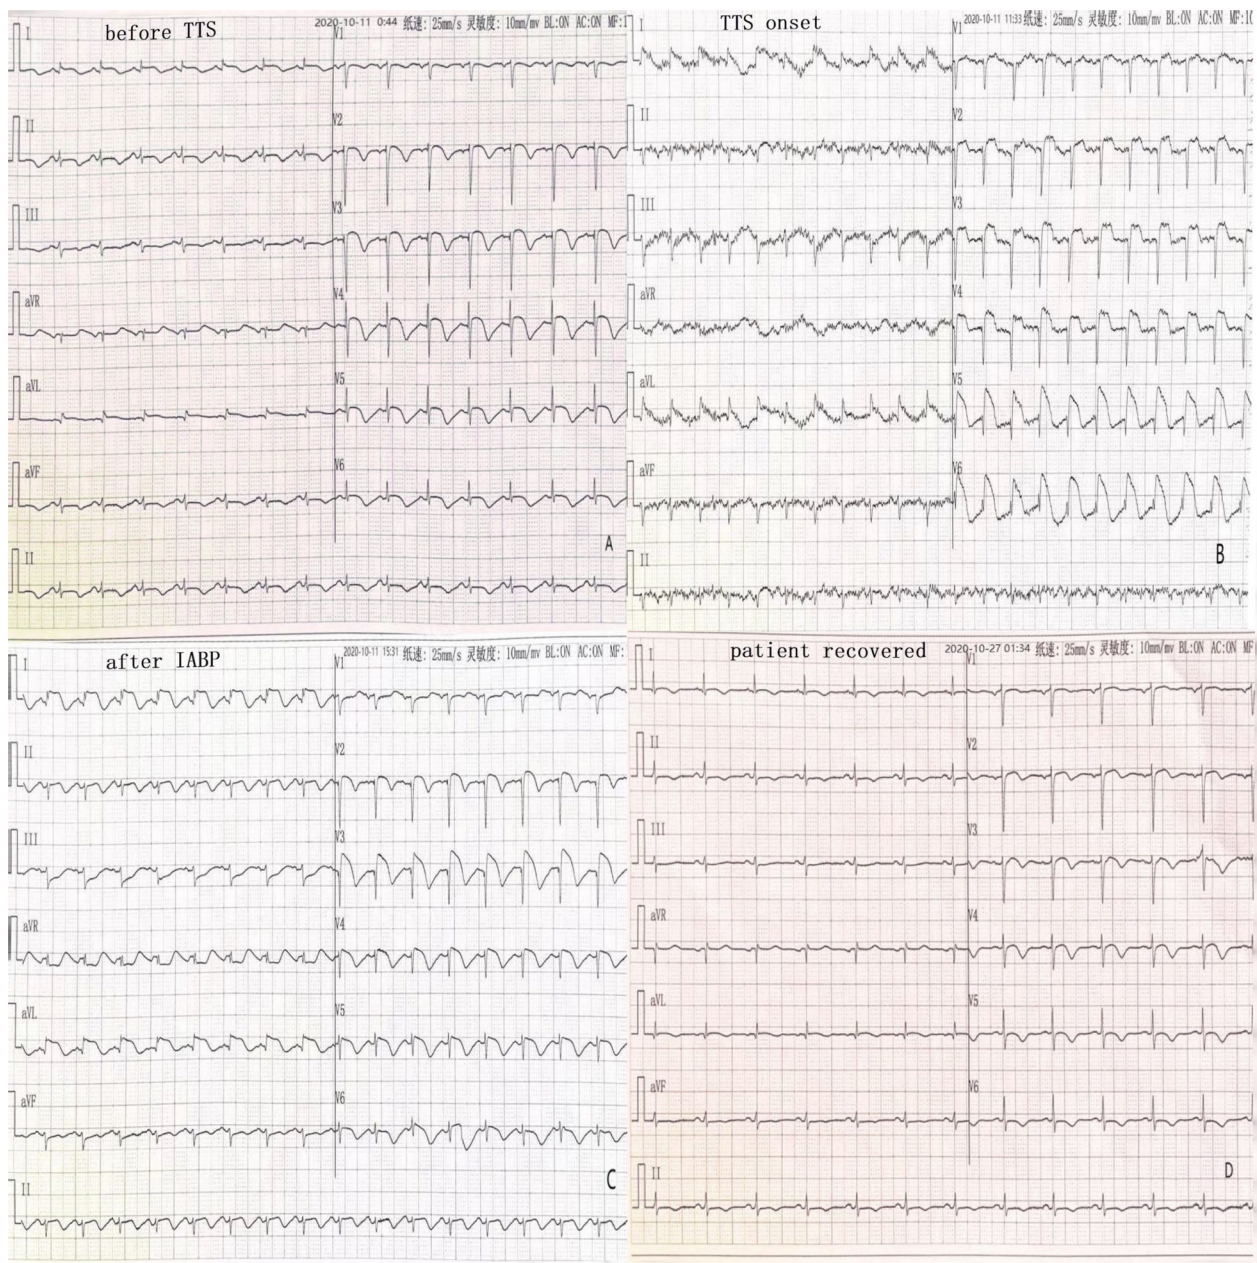 before TTS
2020-10-11 0:44 纸速: 25mm/s 灵敏度: 10mm/mv BL:ON AC:ON MF:1
I
V1
II
V2
III
V3
aVR
V4
aVL
V5
aVF
V6
II
A
TTS onset
2020-10-11 11:33 纸速: 25mm/s 灵敏度: 10mm/mv BL:ON AC:ON MF:1C
I
V1
II
V2
III
V3
aVR
V4
aVL
V5
aVF
V6
II
B
after IABP
2020-10-11 15:31 纸速: 25mm/s 灵敏度: 10mm/mv BL:ON AC:ON MF:
I
V1
II
V2
III
V3
aVR
V4
aVL
V5
aVF
V6
II
C
patient recovered
2020-10-27 01:34 纸速: 25mm/s 灵敏度: 10mm/mv BL:ON AC:ON MF
I
V1
II
V2
III
V3
aVR
V4
aVL
V5
aVF
V6
II
D